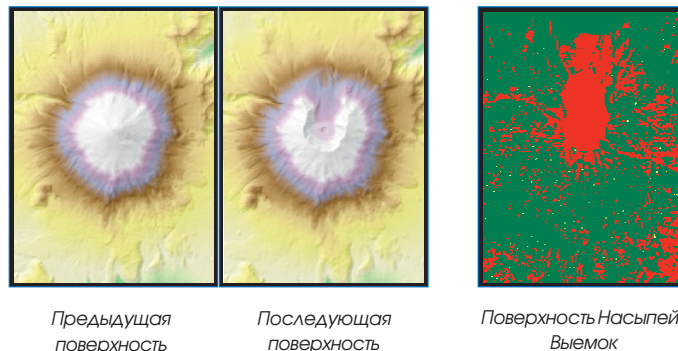 Предыдущая
поверхность
Последующая
поверхность
Поверхность Насыпей
Выемок